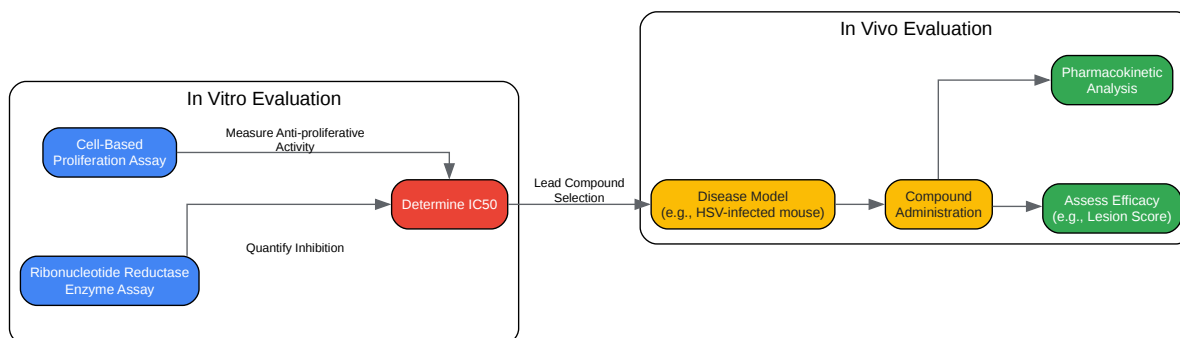 In Vitro Evaluation
Cell-Based
Proliferation Assay
Measure Anti-proliferative
Activity
Determine IC50
Quantify Inhibition
Ribonucleotide Reductase
Enzyme Assay
Lead Compound
Selection
In Vivo Evaluation
Disease Model
(e.g., HSV-infected mouse)
Compound
Administration
Pharmacokinetic
Analysis
Assess Efficacy
(e.g., Lesion Score)